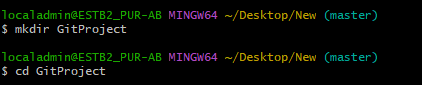 localadmin@ESTB2_PUR-AB MINGW64 ~/Desktop/New (master)
$ mkdir GitProject
localadmin@ESTB2_PUR-AB MINGW64 ~/Desktop/New (master)
$ cd GitProject